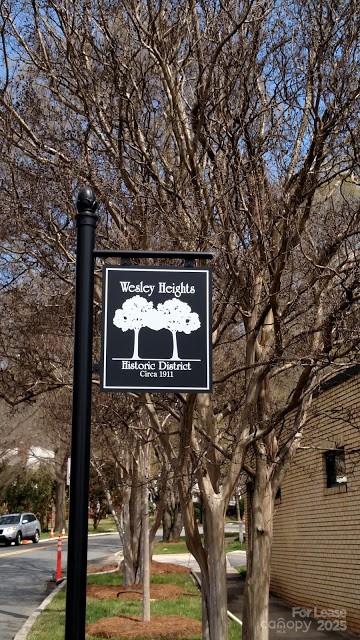 Wesley Heights
Historic District
Circa 1911
For Lease
canopy 2025